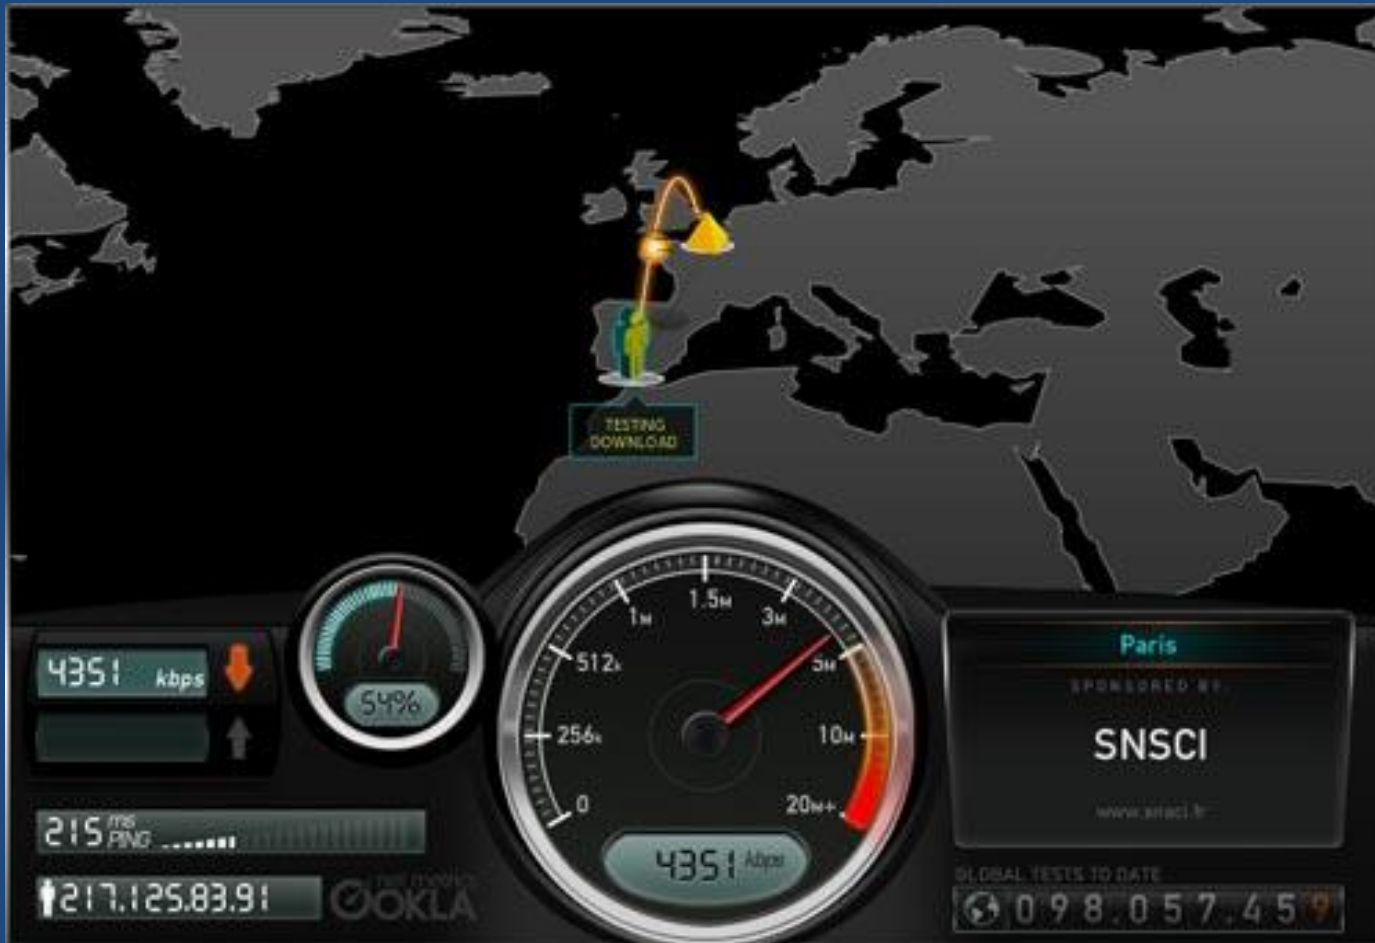 TESTING
DOWNLOAD
1.5M
1M
3M
512k
5M
256k
10M
0
20M+
4351 kbps
4351 kbps
54%
215 ms PING
217.125.83.91
OOKLA
Paris
SPONSORED BY:
SNSCI
www.snsci.fr
GLOBAL TESTS TO DATE
098.057.459